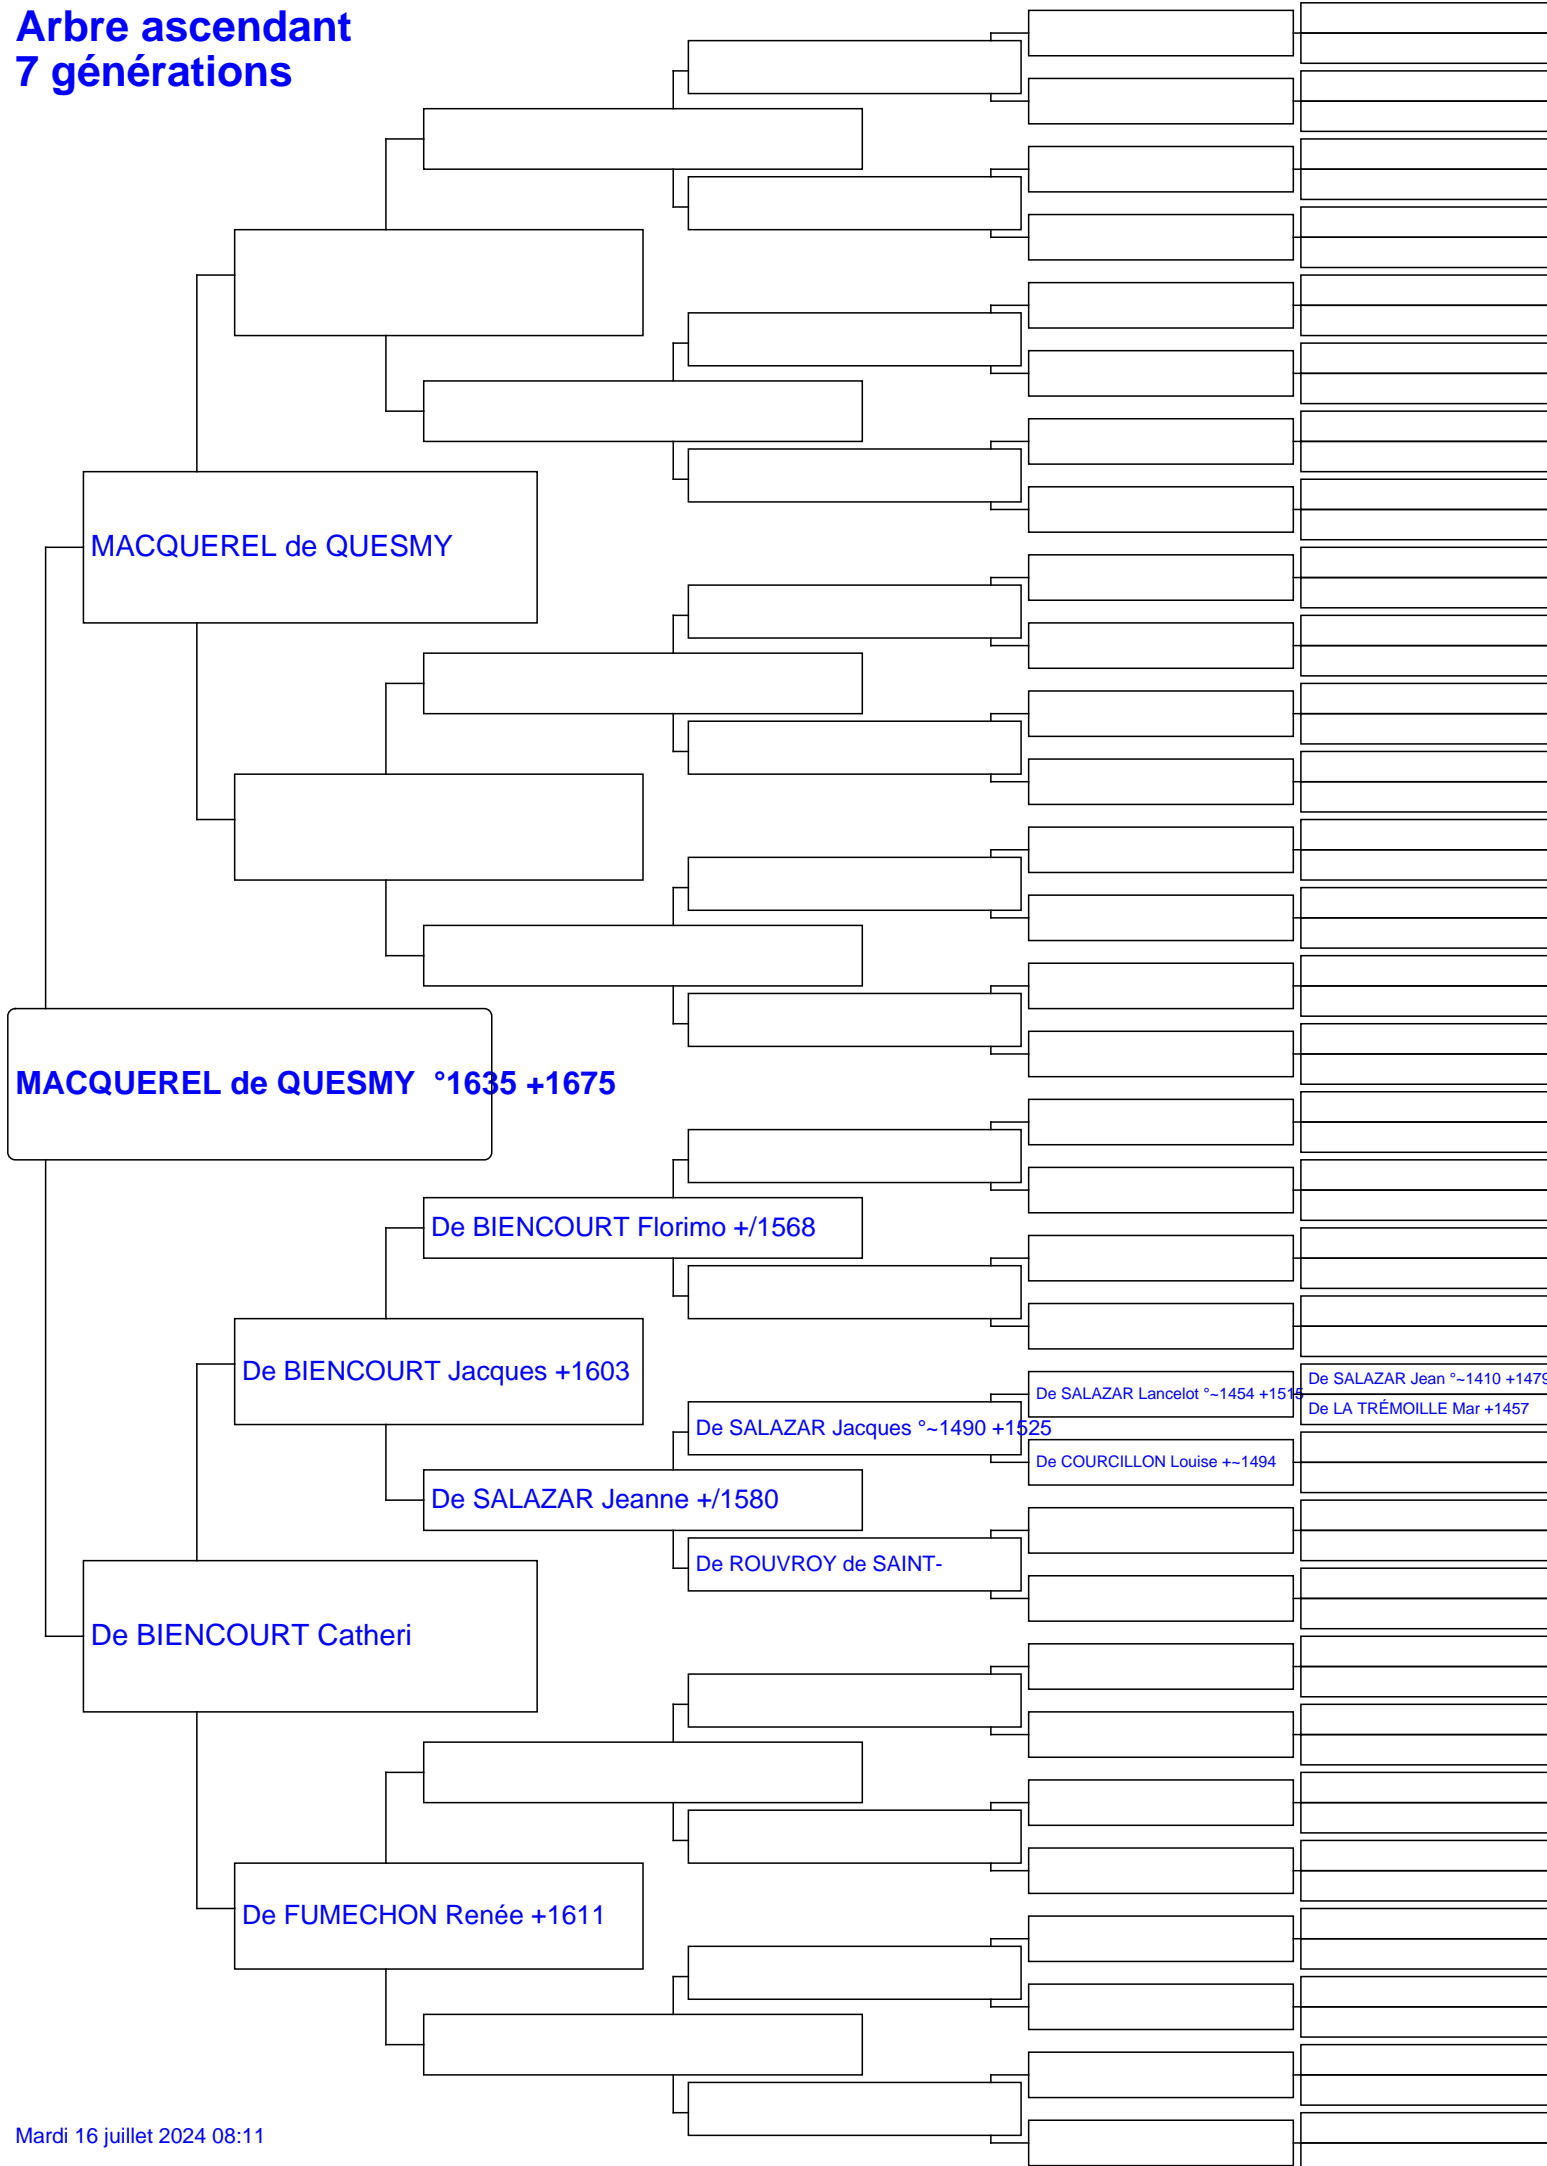 Arbre ascendant
7 générations
MACQUEREL de QUESMY
MACQUEREL de QUESMY °1635 +1675
De BIENCOURT Florimo +/1568
De BIENCOURT Jacques +1603
De SALAZAR Jean °~1410 +1479
De SALAZAR Lancelot °~1454 +1515
De LA TRÉMOILLE Mar +1457
De SALAZAR Jacques °~1490 +1525
De COURCILLON Louise +~1494
De SALAZAR Jeanne +/1580
De ROUVROY de SAINT-
De BIENCOURT Catheri
De FUMECHON Renée +1611
Mardi 16 juillet 2024 08:11